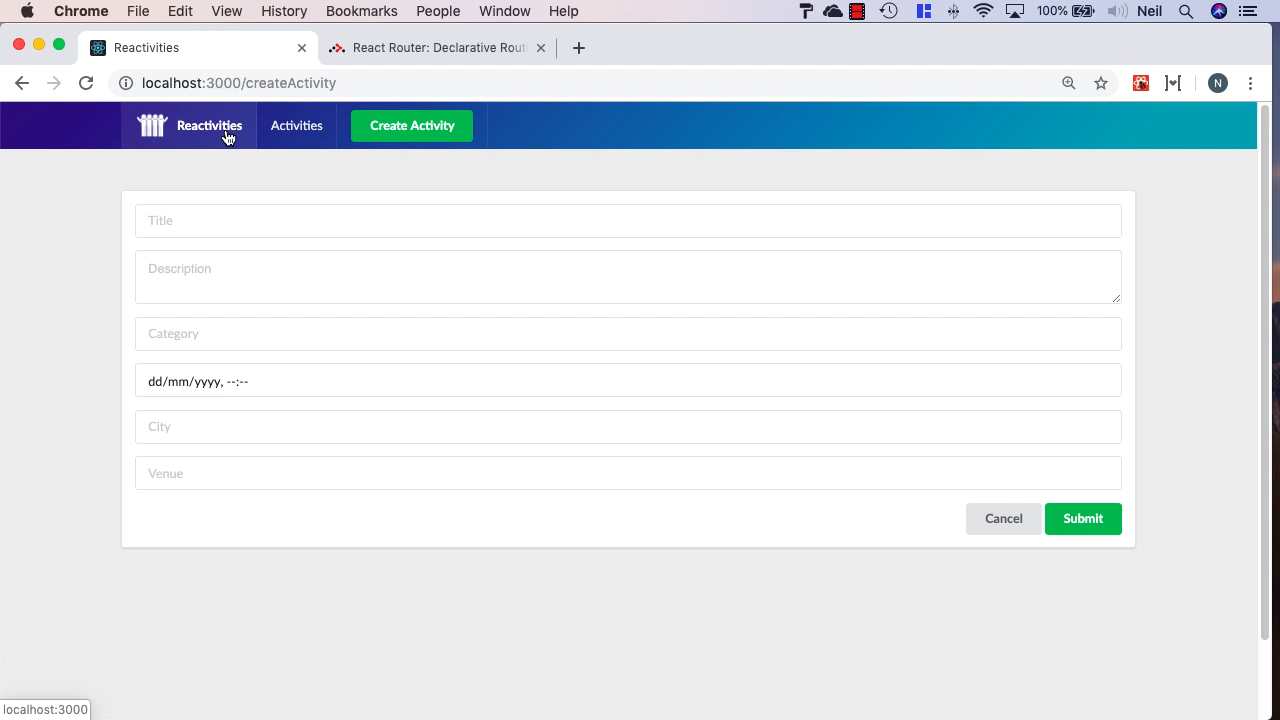 Chrome File Edit View History Bookmarks People Window Help 100% Neil
Reactivities React Router: Declarative Rout
localhost:3000/createActivity N
Reactivities Activities Create Activity
Title
Description
Category
dd/mm/yyyy, --:--
City
Venue
Cancel Submit
localhost:3000